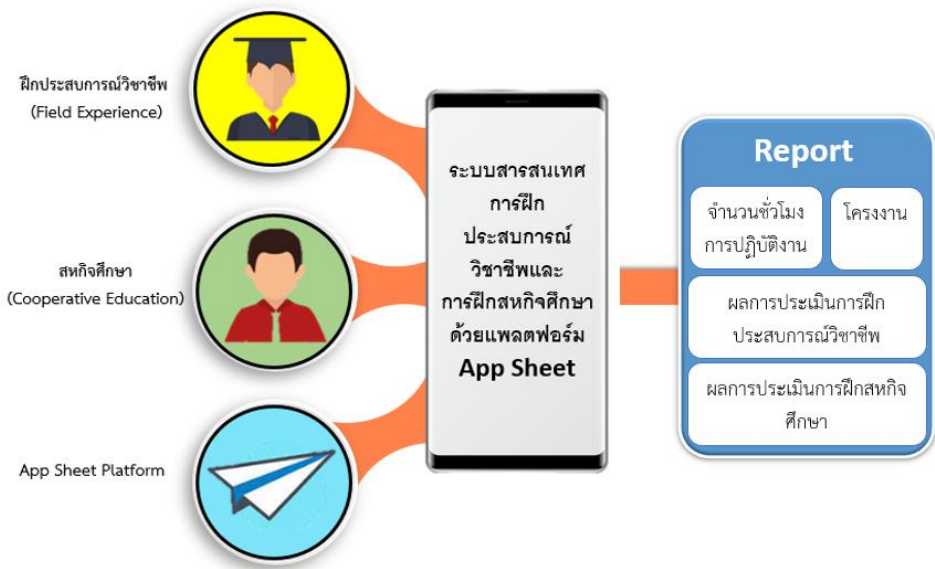 ฝึกประสบการณ์วิชาชีพ
(Field Experience)
สหกิจศึกษา
(Cooperative Education)
App Sheet Platform
ระบบสารสนเทศ
การฝึก
ประสบการณ์
วิชาชีพและ
การฝึกสหกิจศึกษา
ด้วยแพลตฟอร์ม
App Sheet
Report
จำนวนชั่วโมง
การปฏิบัติงาน
โครงงาน
ผลการประเมินการฝึก
ประสบการณ์วิชาชีพ
ผลการประเมินการฝึกสหกิจ
ศึกษา